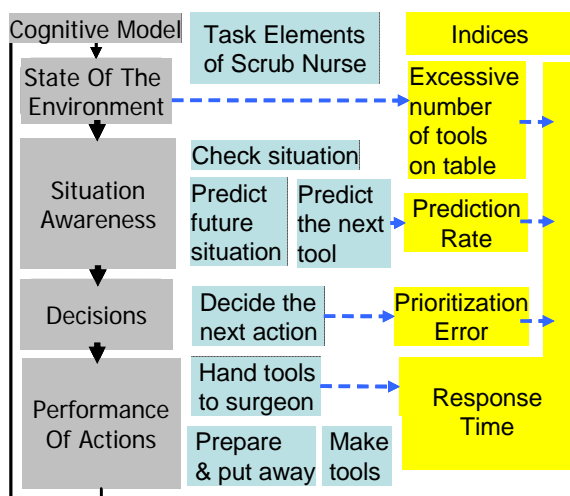 Cognitive Model
Task Elements
of Scrub Nurse
Indices
State Of The
Environment
Excessive
number
of tools
on table
Situation
Awareness
Check situation
Predict
future
situation
Predict
the next
tool
Prediction
Rate
Decisions
Decide the
next action
Prioritization
Error
Performance
Of Actions
Hand tools
to surgeon
Prepare
& put away
Make
tools
Response
Time